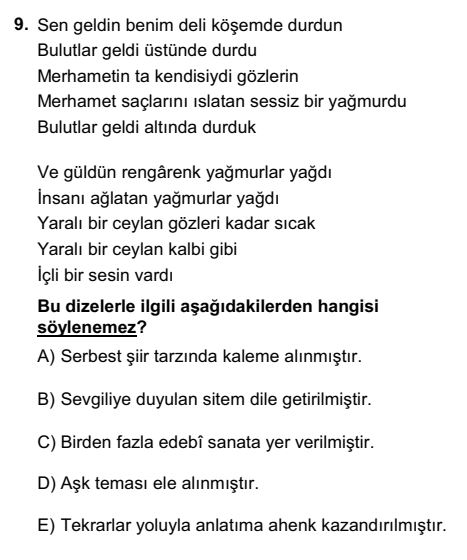 9. Sen geldin benim deli köşemde durdun
Bulutlar geldi üstünde durdu
Merhametin ta kendisiydi gözlerin
Merhamet saçlarını ıslatan sessiz bir yağmurdu
Bulutlar geldi altında durduk
Ve güldün rengârenk yağmurlar yağdı
İnsanı ağlatan yağmurlar yağdı
Yaralı bir ceylan gözleri kadar sıcak
Yaralı bir ceylan kalbi gibi
İçli bir sesin vardı
Bu dizelerle ilgili aşağıdakilerden hangisi
söylenemez?
A) Serbest şiir tarzında kaleme alınmıştır.
B) Sevgiliye duyulan sitem dile getirilmiştir.
C) Birden fazla edebî sanata yer verilmiştir.
D) Aşk teması ele alınmıştır.
E) Tekrarlar yoluyla anlatıma ahenk kazandırılmıştır.